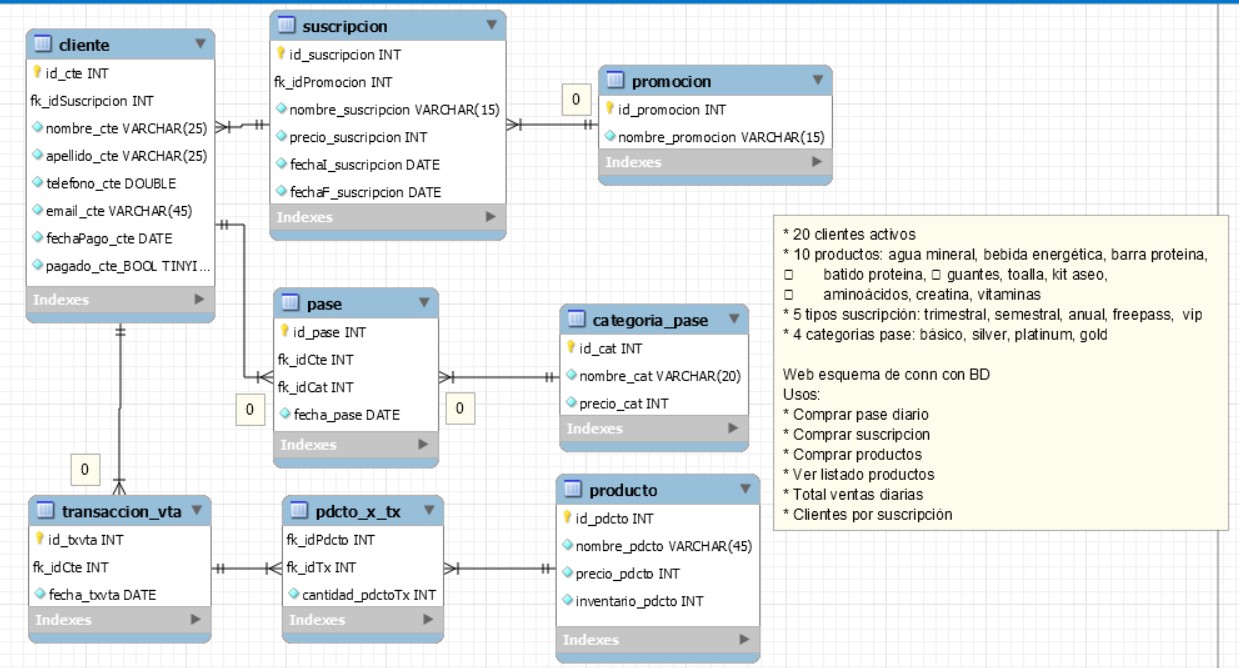 cliente
id_cte INT
fk_idSuscripcion INT
nombre_cte VARCHAR(25)
apellido_cte VARCHAR(25)
telefono_cte DOUBLE
email_cte VARCHAR(45)
fechaPago_cte DATE
pagado_cte_BOOL TINYI...
Indexes
suscripcion
id_suscripcion INT
fk_idPromocion INT
nombre_suscripcion VARCHAR(15)
precio_suscripcion INT
fechaI_suscripcion DATE
fechaF_suscripcion DATE
Indexes
0
promocion
id_promocion INT
nombre_promocion VARCHAR(15)
Indexes
pase
id_pase INT
fk_idCte INT
fk_idCat INT
fecha_pase DATE
Indexes
0
0
categoria_pase
id_cat INT
nombre_cat VARCHAR(20)
precio_cat INT
Indexes
0
transaccion_vta
id_txvta INT
fk_idCte INT
fecha_txvta DATE
Indexes
pdcto_x_tx
fk_idPdcto INT
fk_idTx INT
cantidad_pdctoTx INT
Indexes
producto
id_pdcto INT
nombre_pdcto VARCHAR(45)
precio_pdcto INT
inventario_pdcto INT
Indexes
* 20 clientes activos
* 10 productos: agua mineral, bebida energética, barra proteina,
□ batido proteina, □ guantes, toalla, kit aseo,
□ aminoácidos, creatina, vitaminas
* 5 tipos suscripción: trimestral, semestral, anual, freepass, vip
* 4 categorias pase: básico, silver, platinum, gold
Web esquema de conn con BD
Usos:
* Comprar pase diario
* Comprar suscripcion
* Comprar productos
* Ver listado productos
* Total ventas diarias
* Clientes por suscripción